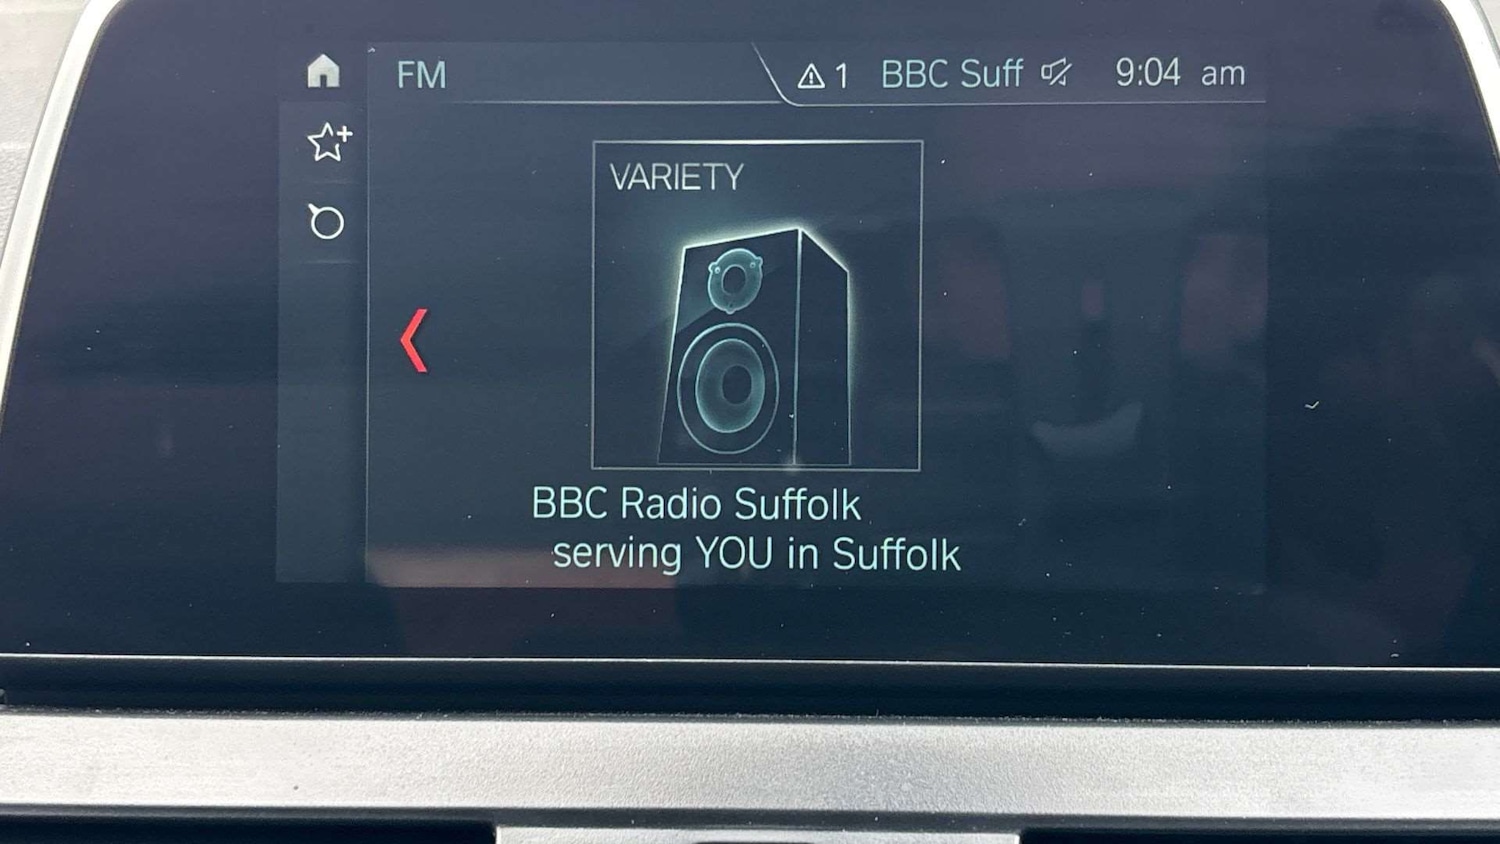 FM
1 BBC Suff 9:04 am
VARIETY
BBC Radio Suffolk
serving YOU in Suffolk